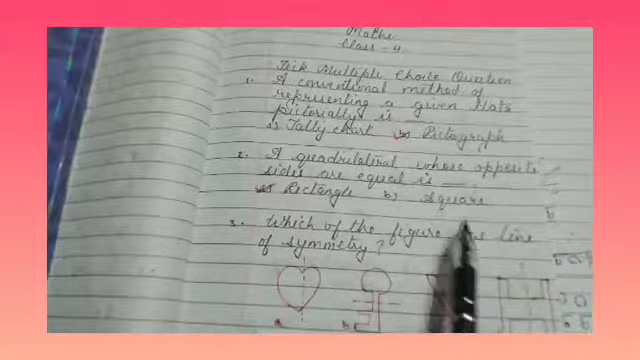 Maths
Class - 4
Tick Multiple Choice Question
1. A conventional method of
representing a given data
pictorially is ___
a) Tally chart b) Pictograph
2. A quadrilateral whose opposite
sides are equal is ___
a) Rectangle b) Square
3. Which of the figure line
of symmetry?
a b